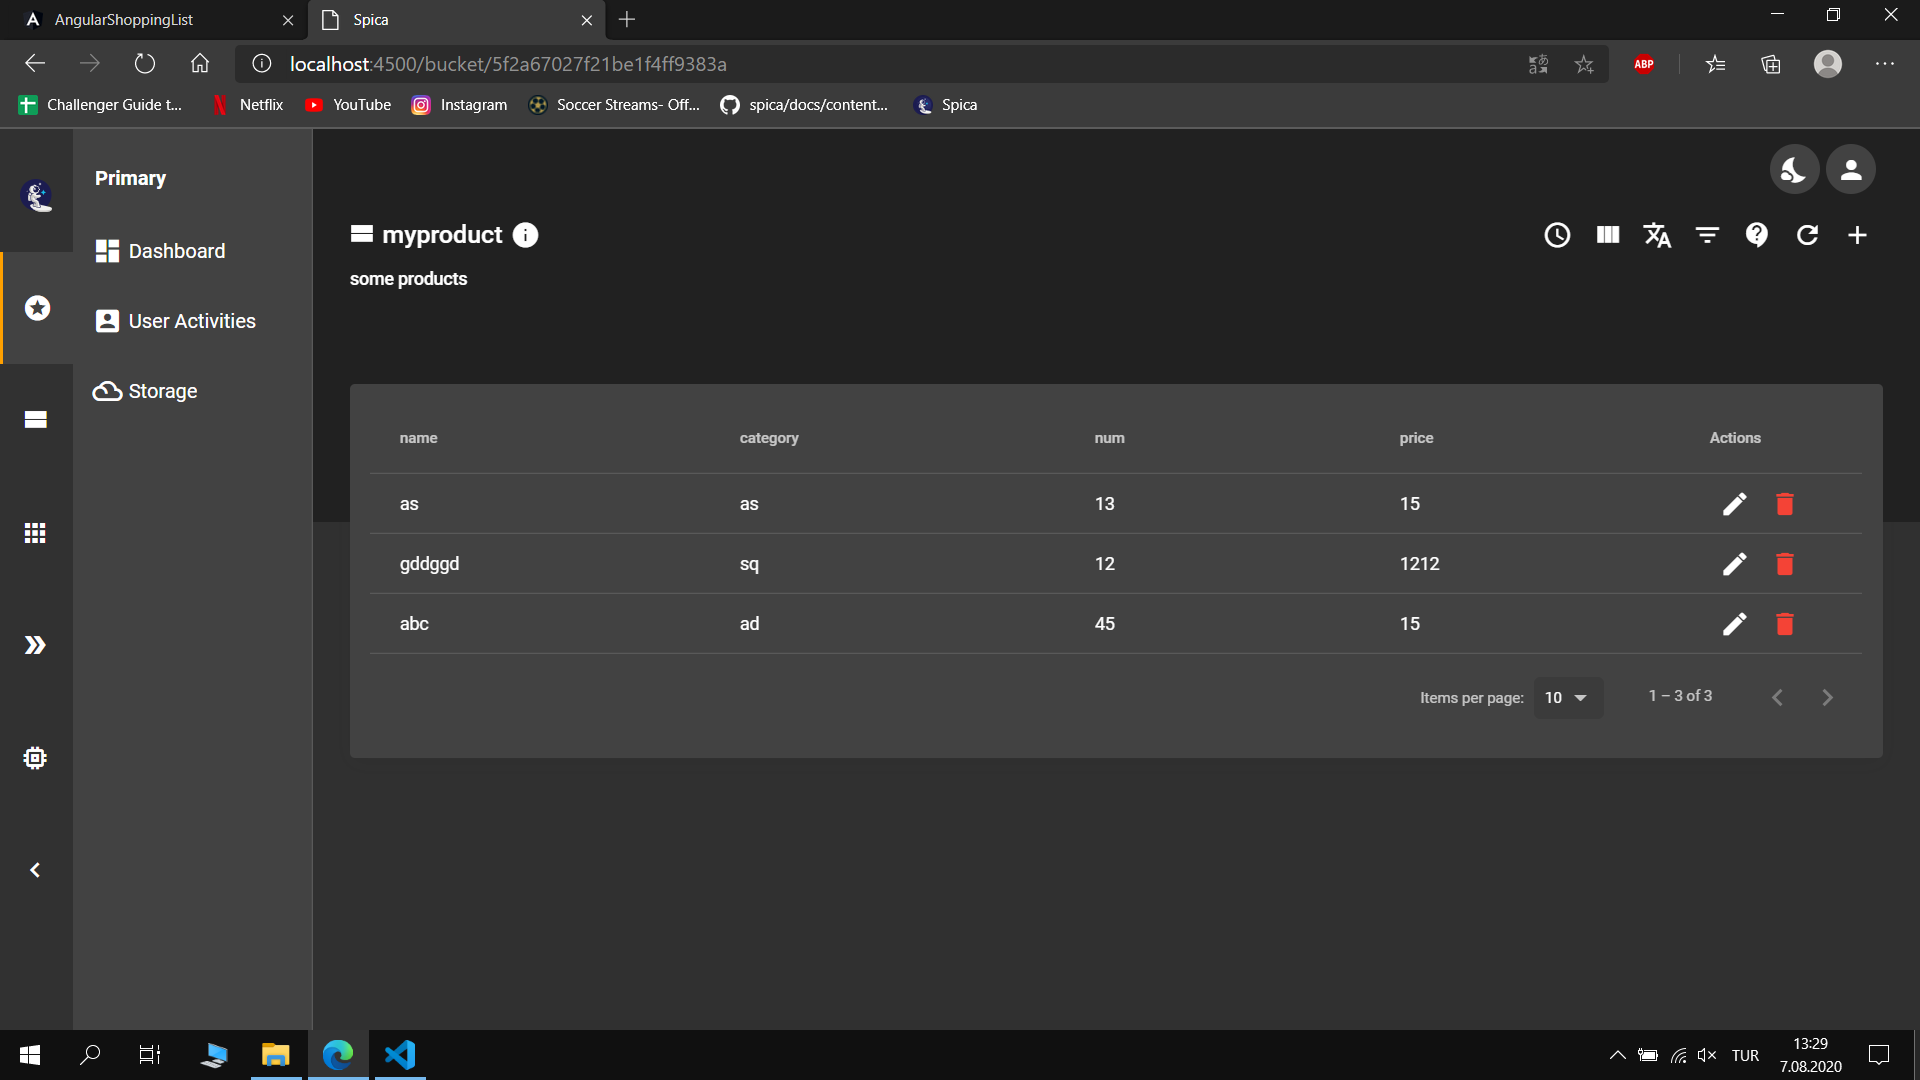 AngularShoppingList
Spica
localhost:4500/bucket/5f2a67027f21be1f4ff9383a
ABP
Challenger Guide t...
Netflix
YouTube
Instagram
Soccer Streams- Off...
spica/docs/content...
Spica
Primary
Dashboard
User Activities
Storage
myproduct
some products
name category num price Actions
as as 13 15
gddggd sq 12 1212
abc ad 45 15
Items per page: 10 1 – 3 of 3
TUR
13:29
7.08.2020